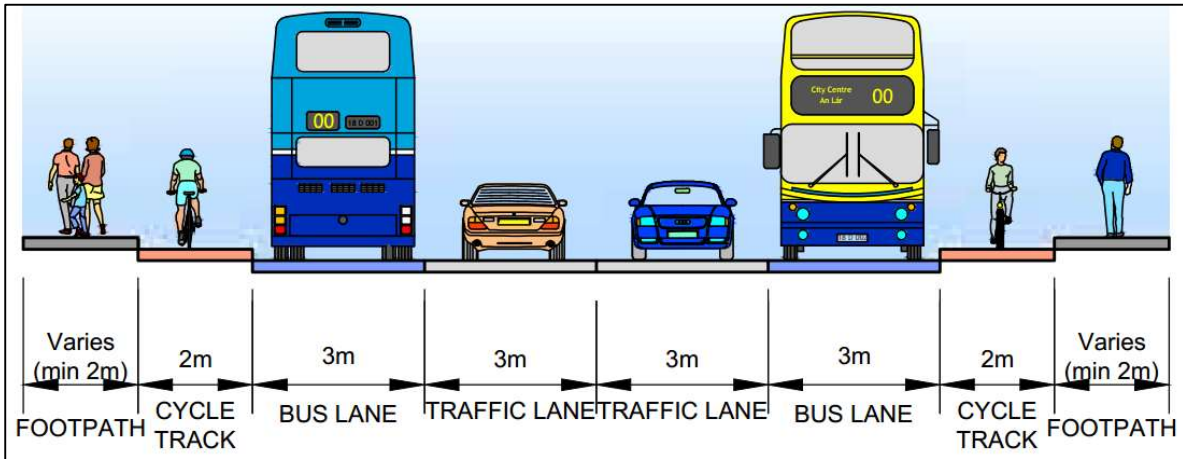 00
18 D 001
City Centre
An Lár
00
Varies
(min 2m)
2m
3m
3m
3m
3m
2m
Varies
(min 2m)
FOOTPATH
CYCLE
TRACK
BUS LANE
TRAFFIC LANE
TRAFFIC LANE
BUS LANE
CYCLE
TRACK
FOOTPATH